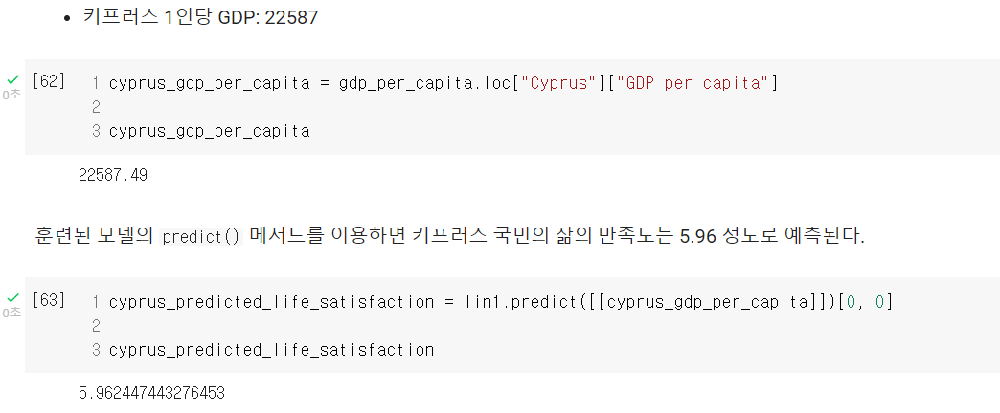 • 키프러스 1인당 GDP: 22587
[62]
1 cyprus_gdp_per_capita = gdp_per_capita.loc["Cyprus"]["GDP per capita"]
2
3 cyprus_gdp_per_capita
0초
22587.49
훈련된 모델의 predict() 메서드를 이용하면 키프러스 국민의 삶의 만족도는 5.96 정도로 예측된다.
[63]
1 cyprus_predicted_life_satisfaction = lin1.predict([[cyprus_gdp_per_capita]])[0, 0]
2
3 cyprus_predicted_life_satisfaction
0초
5.962447443276453